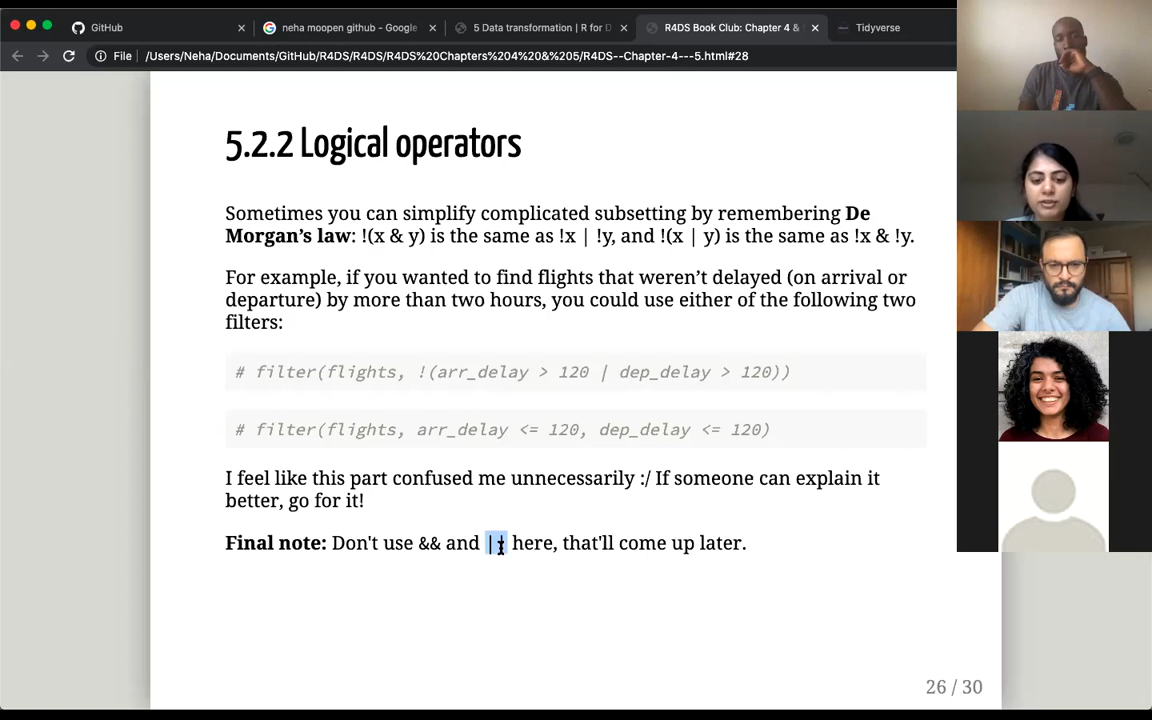 GitHub
neha moopen github - Google
5 Data transformation | R for D
R4DS Book Club: Chapter 4 &
Tidyverse
File | /Users/Neha/Documents/GitHub/R4DS/R4DS/R4DS%20Chapters%204%20&%205/R4DS--Chapter-4---5.html#28
5.2.2 Logical operators
Sometimes you can simplify complicated subsetting by remembering De
Morgan’s law: !(x & y) is the same as !x | !y, and !(x | y) is the same as !x & !y.
For example, if you wanted to find flights that weren’t delayed (on arrival or
departure) by more than two hours, you could use either of the following two
filters:
# filter(flights, !(arr_delay > 120 | dep_delay > 120))
# filter(flights, arr_delay <= 120, dep_delay <= 120)
I feel like this part confused me unnecessarily :/ If someone can explain it
better, go for it!
Final note: Don't use && and || here, that'll come up later.
26 / 30